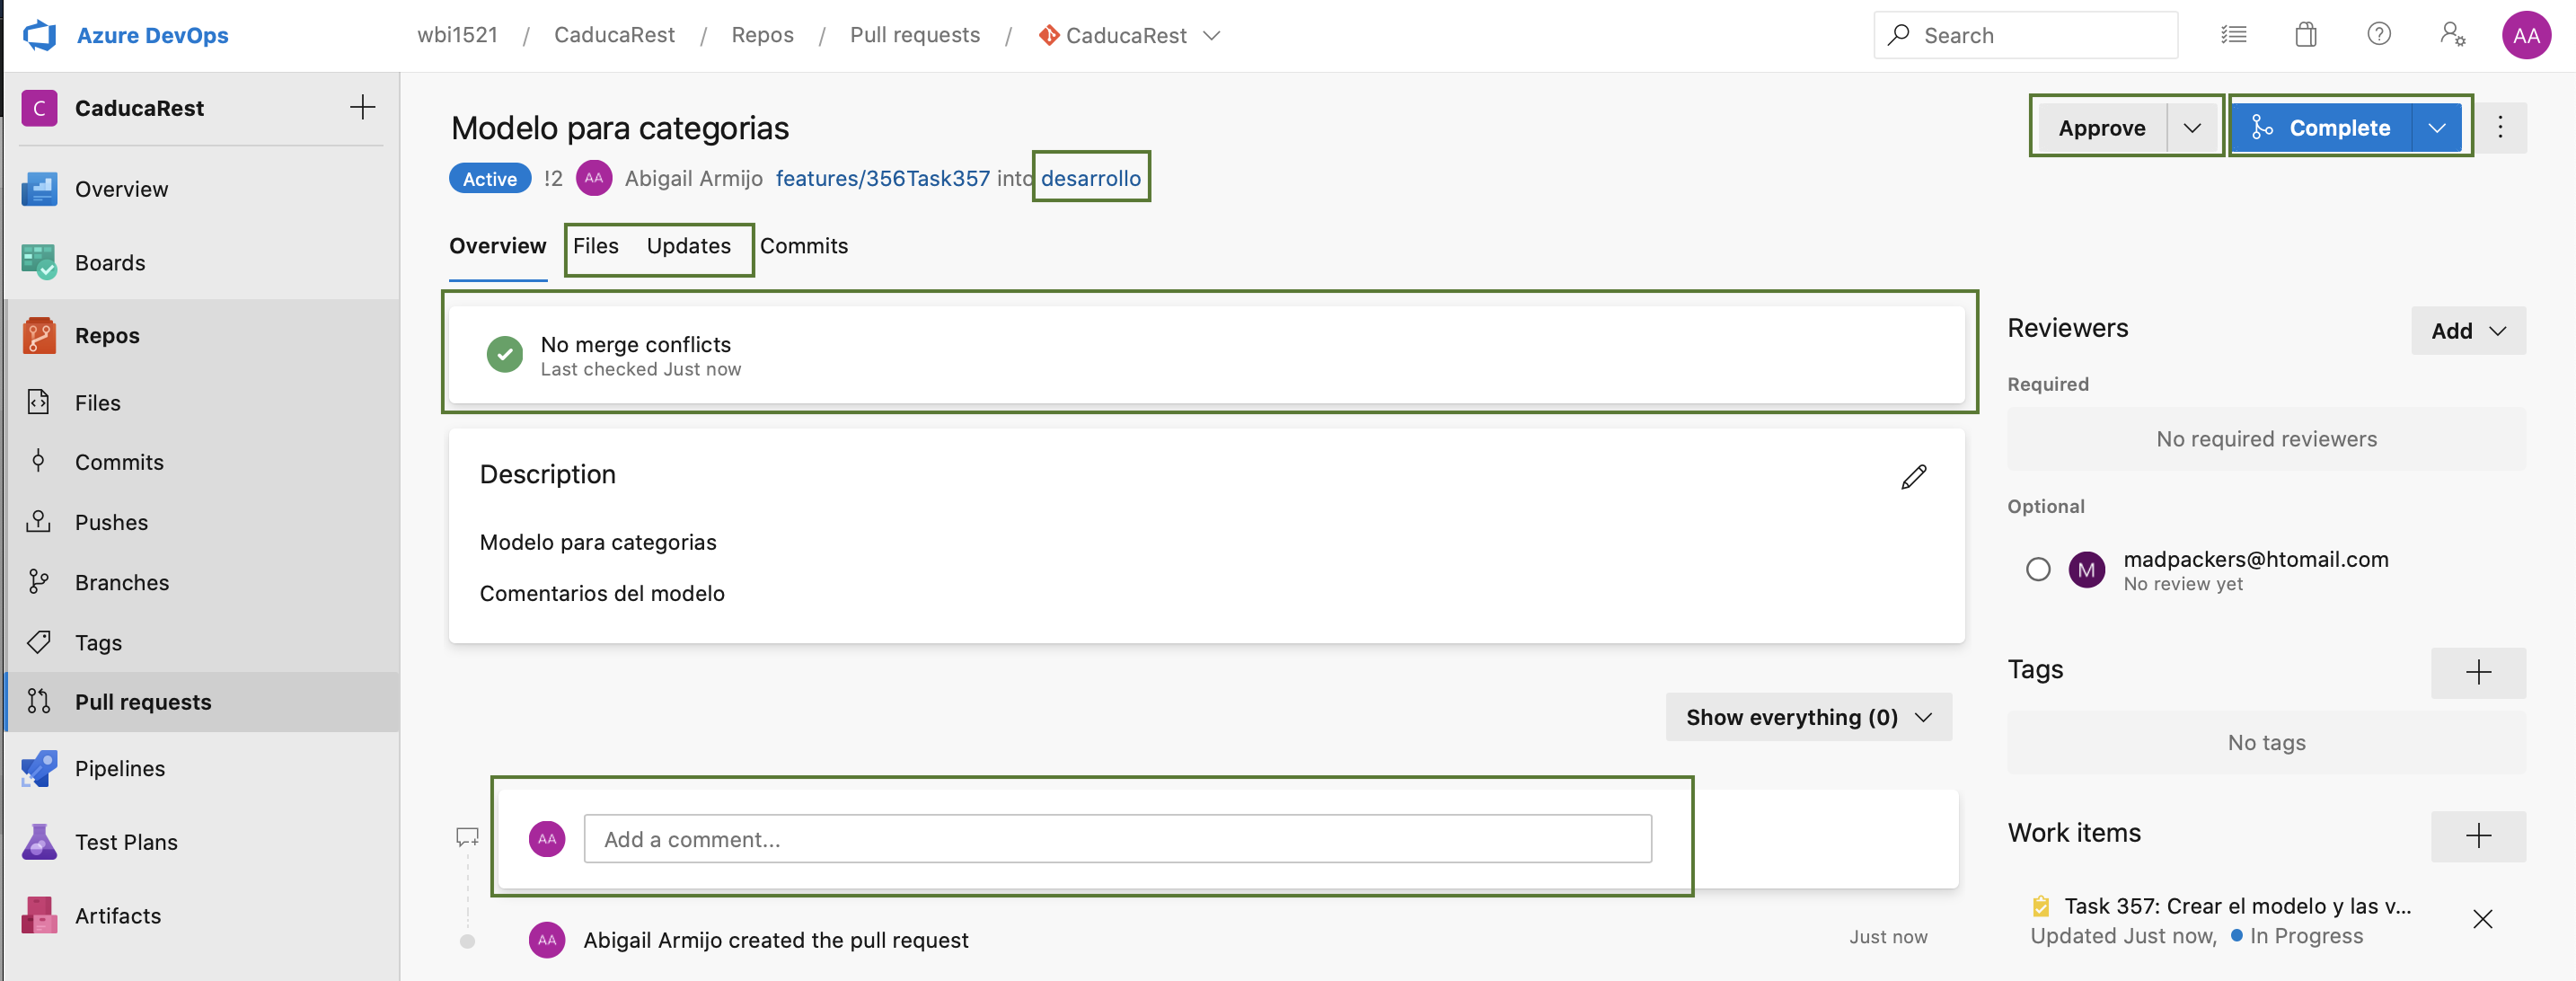 Azure DevOps
wbi1521 / CaducaRest / Repos / Pull requests / CaducaRest
Search
AA
C CaducaRest
Overview
Boards
Repos
Files
Commits
Pushes
Branches
Tags
Pull requests
Pipelines
Test Plans
Artifacts
Modelo para categorias
Approve
Complete
Active !2 AA Abigail Armijo features/356Task357 into desarrollo
Overview Files Updates Commits
No merge conflicts
Last checked Just now
Description
Modelo para categorias
Comentarios del modelo
Show everything (0)
AA Add a comment...
AA Abigail Armijo created the pull request Just now
Reviewers Add
Required
No required reviewers
Optional
M madpackers@htomail.com
No review yet
Tags
No tags
Work items
Task 357: Crear el modelo y las v...
Updated Just now, In Progress